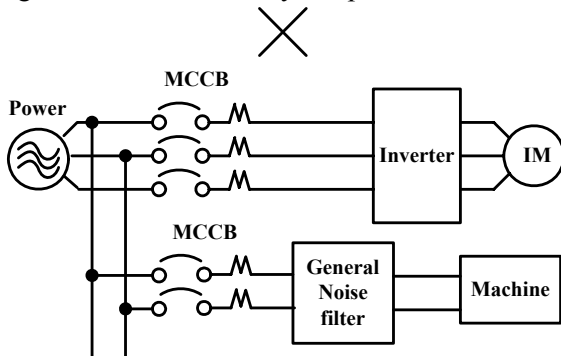 MCCB
Power
Inverter
IM
MCCB
General
Noise
filter
Machine